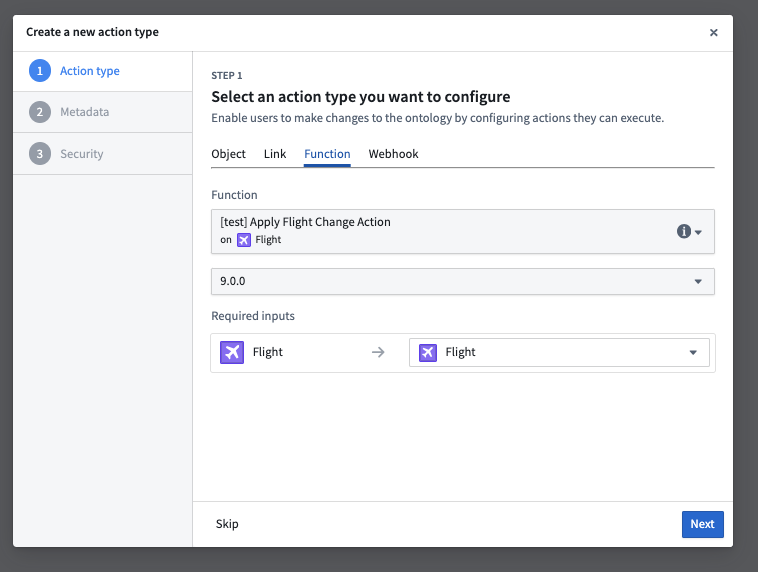 Create a new action type
1 Action type
2 Metadata
3 Security
STEP 1
Select an action type you want to configure
Enable users to make changes to the ontology by configuring actions they can execute.
Object Link Function Webhook
Function
[test] Apply Flight Change Action
on Flight
9.0.0
Required inputs
Flight → Flight
Skip Next